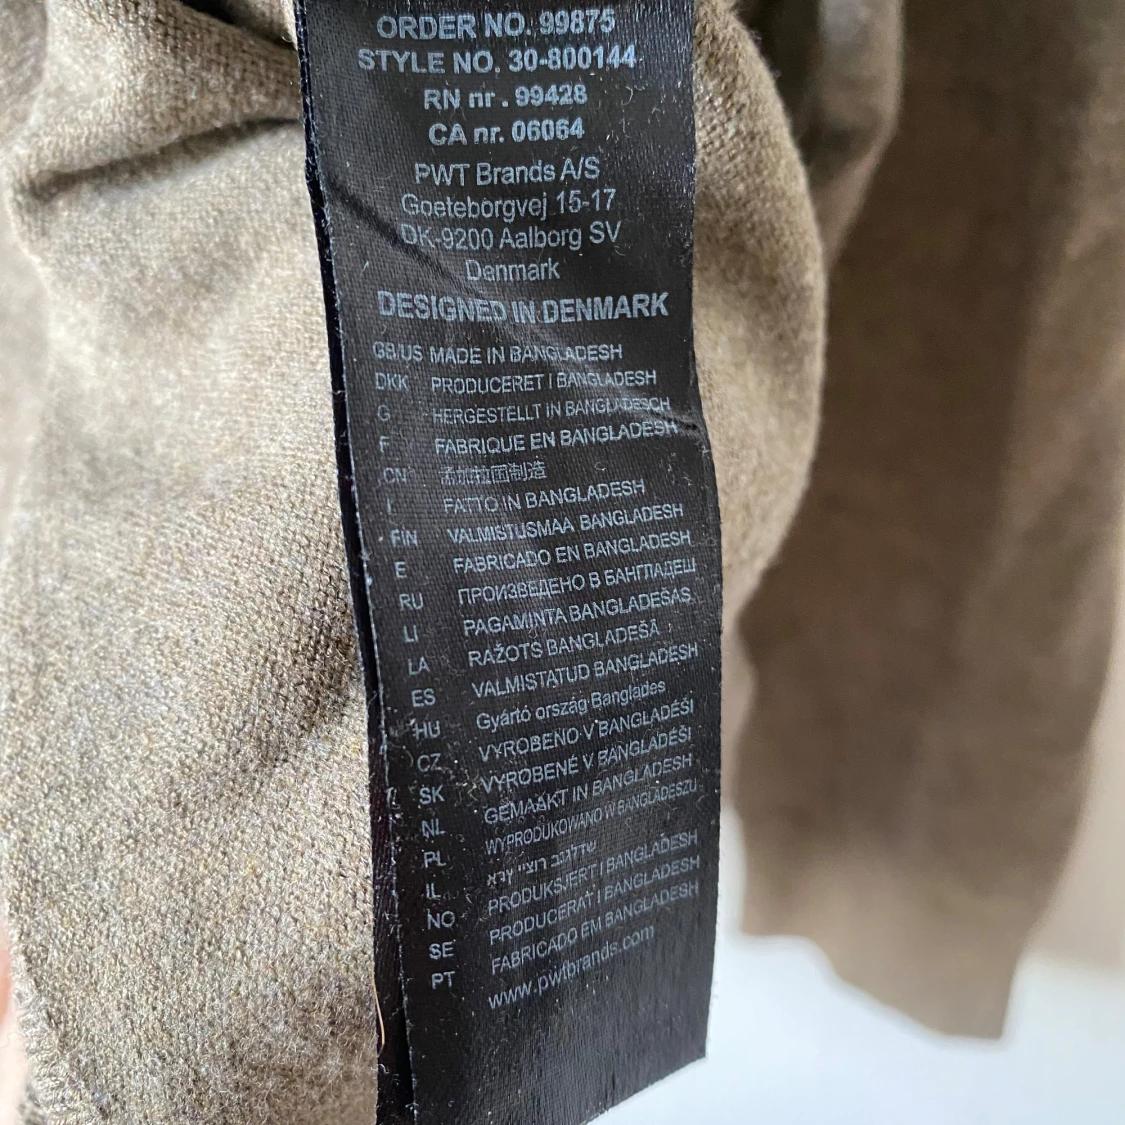 ORDER NO. 99875
STYLE NO. 30-800144
RN nr . 99428
CA nr. 06064
PWT Brands A/S
Goeteborgvej 15-17
DK-9200 Aalborg SV
Denmark
DESIGNED IN DENMARK
GB/US MADE IN BANGLADESH
DKK PRODUCERET I BANGLADESH
G HERGESTELLT IN BANGLADESCH
F FABRIQUE EN BANGLADESH
CN 孟加拉国制造
I FATTO IN BANGLADESH
FIN VALMISTUSMAA BANGLADESH
E FABRICADO EN BANGLADESH
RU ПРОИЗВЕДЕНО В БАНГЛАДЕШ
LI PAGAMINTA BANGLADEŠAS
LA RAŽOTS BANGLADEŠĀ
ES VALMISTATUD BANGLADESH
HU Gyártó ország Banglades
CZ VYROBENO V BANGLADÉŠI
SK VYROBENÉ V BANGLADÉŠI
NL GEMAAKT IN BANGLADESH
PL WYPRODUKOWANO W BANGLADESZU
IL ארץ ייצור
NO PRODUKSJERT I BANGLADESH
SE PRODUCERAT I BANGLADESH
PT FABRICADO EM BANGLADESH
www.pwtbrands.com